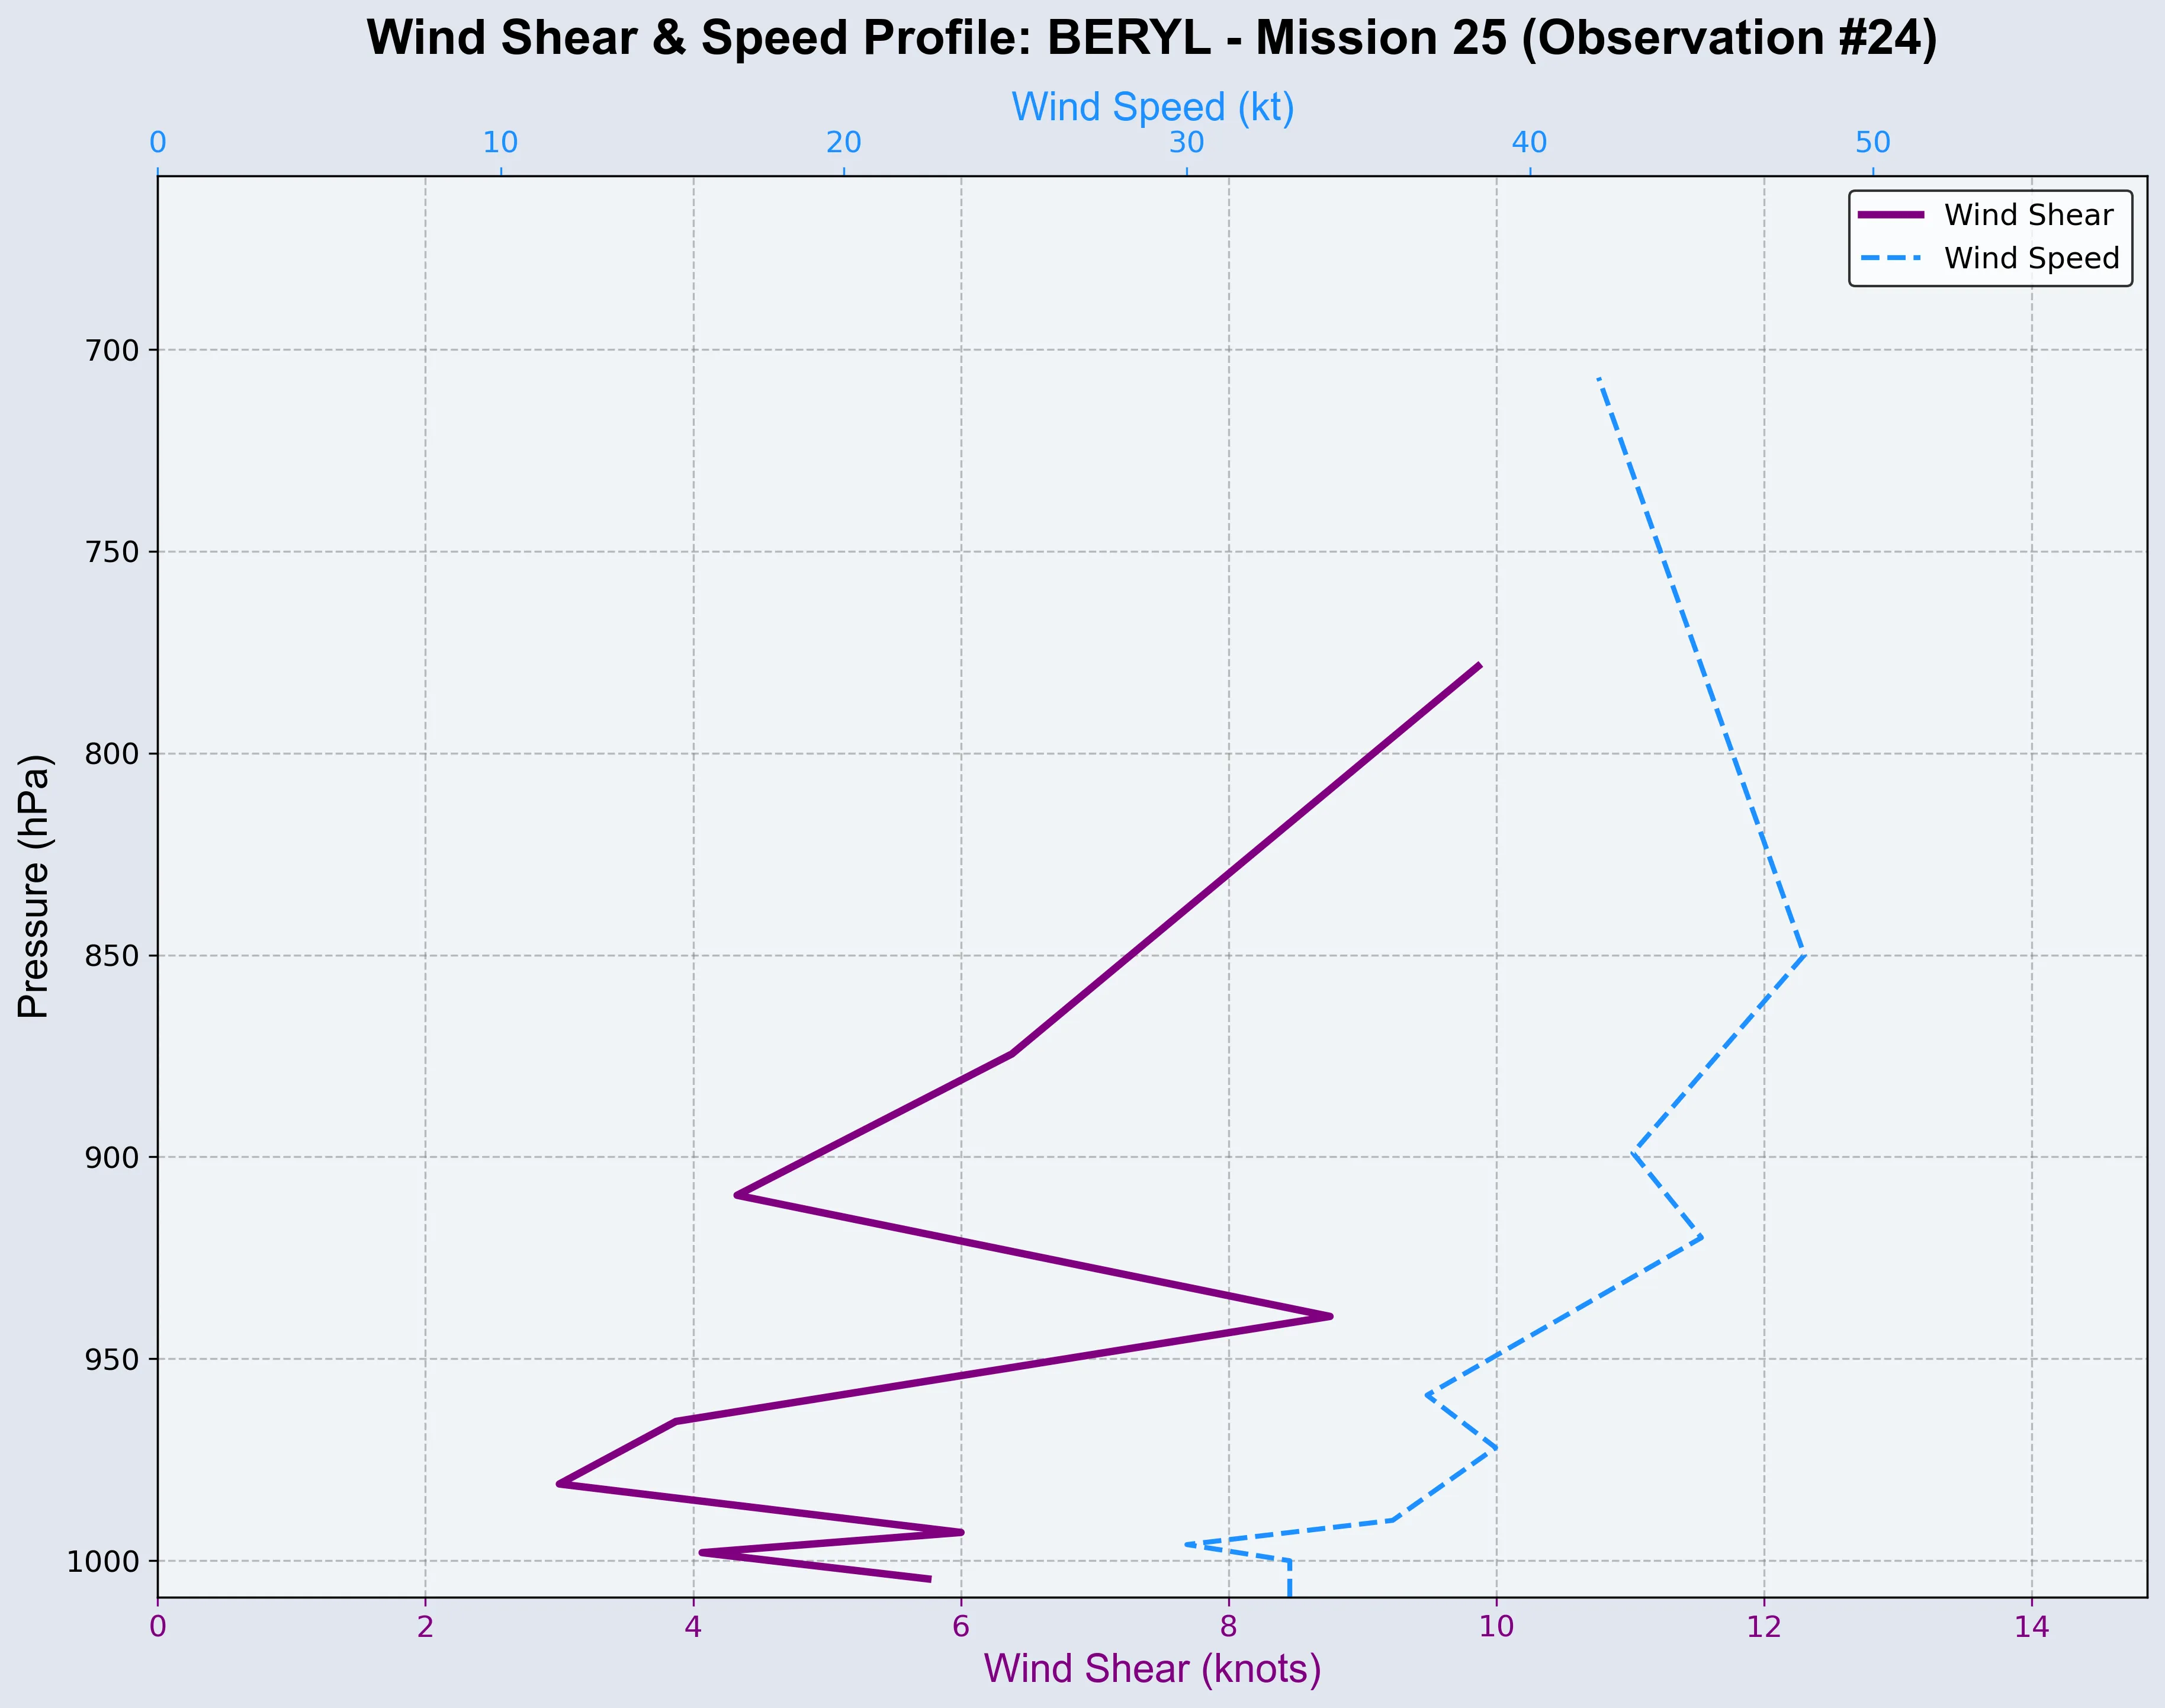 Wind Shear & Speed Profile: BERYL - Mission 25 (Observation #24)
Wind Speed (kt)
0 10 20 30 40 50
Wind Shear
Wind Speed
700
750
800
850
900
950
1000
Pressure (hPa)
0 2 4 6 8 10 12 14
Wind Shear (knots)